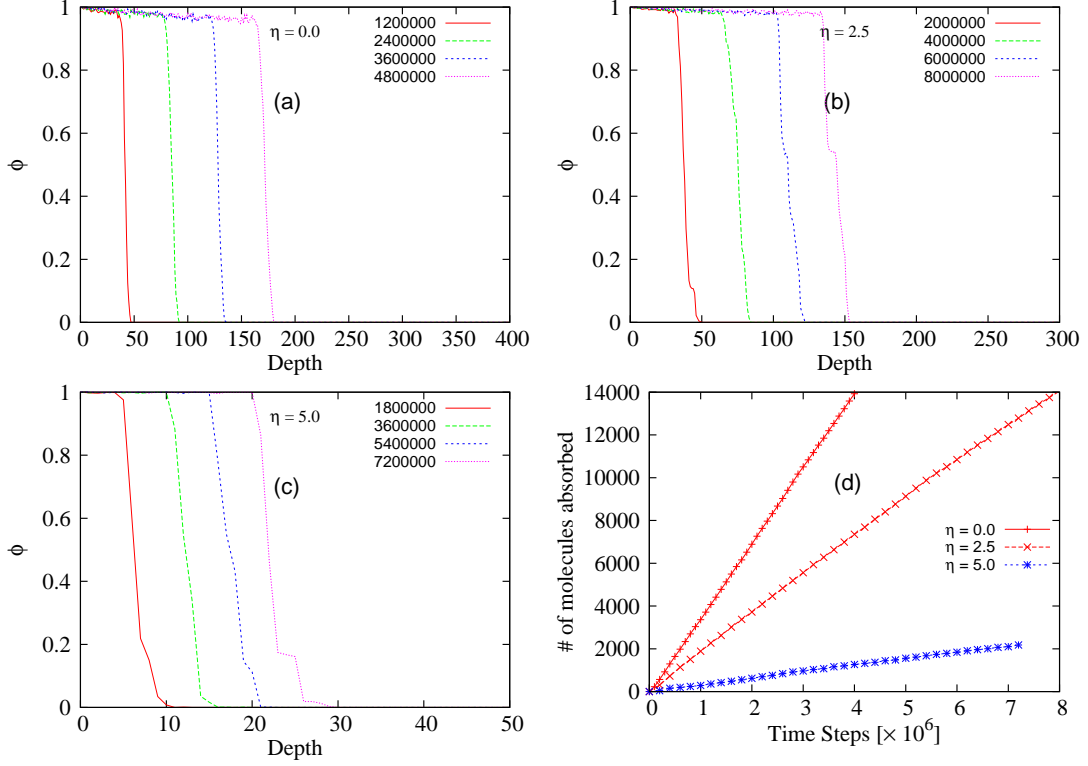 1
0.8
0.6
0.4
0.2
0
ϕ
0 50 100 150 200 250 300 350 400
Depth
η = 0.0
(a)
1200000
2400000
3600000
4800000
1
0.8
0.6
0.4
0.2
0
ϕ
0 50 100 150 200 250 300
Depth
η = 2.5
(b)
2000000
4000000
6000000
8000000
1
0.8
0.6
0.4
0.2
0
ϕ
0 10 20 30 40 50
Depth
η = 5.0
(c)
1800000
3600000
5400000
7200000
14000
12000
10000
8000
6000
4000
2000
0
# of molecules absorbed
0 1 2 3 4 5 6 7 8
Time Steps [× 10⁶]
(d)
η = 0.0
η = 2.5
η = 5.0